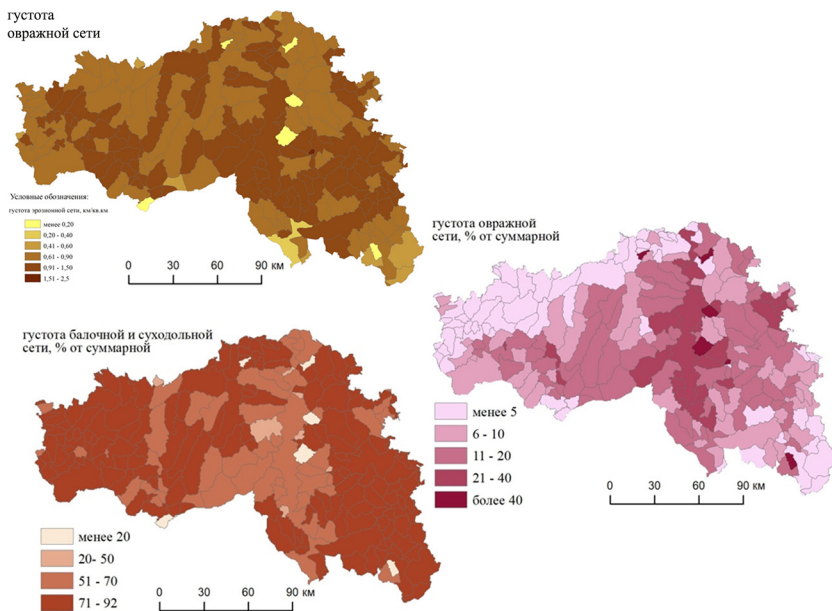 густота
овражной сети
Условные обозначения:
густота эрозионной сети, км/кв.км
менее 0,20
0,20 - 0,40
0,41 - 0,60
0,61 - 0,90
0,91 - 1,50
1,51 - 2,5
0 30 60 90 км
густота овражной
сети, % от суммарной
менее 5
6 - 10
11 - 20
21 - 40
более 40
0 30 60 90 км
густота балочной и суходольной
сети, % от суммарной
менее 20
20- 50
51 - 70
71 - 92
0 30 60 90 км